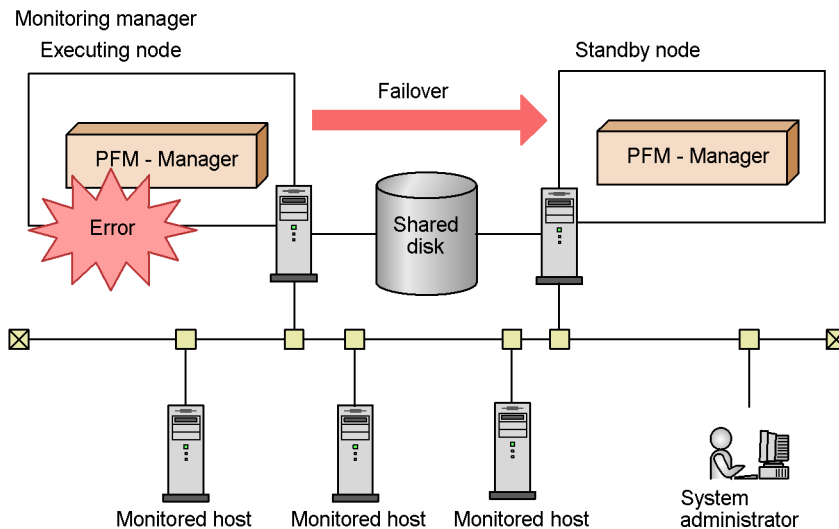 Monitoring manager
Executing node
Standby node
Failover
PFM - Manager
PFM - Manager
Error
Shared
disk
Monitored host
Monitored host
Monitored host
System
administrator